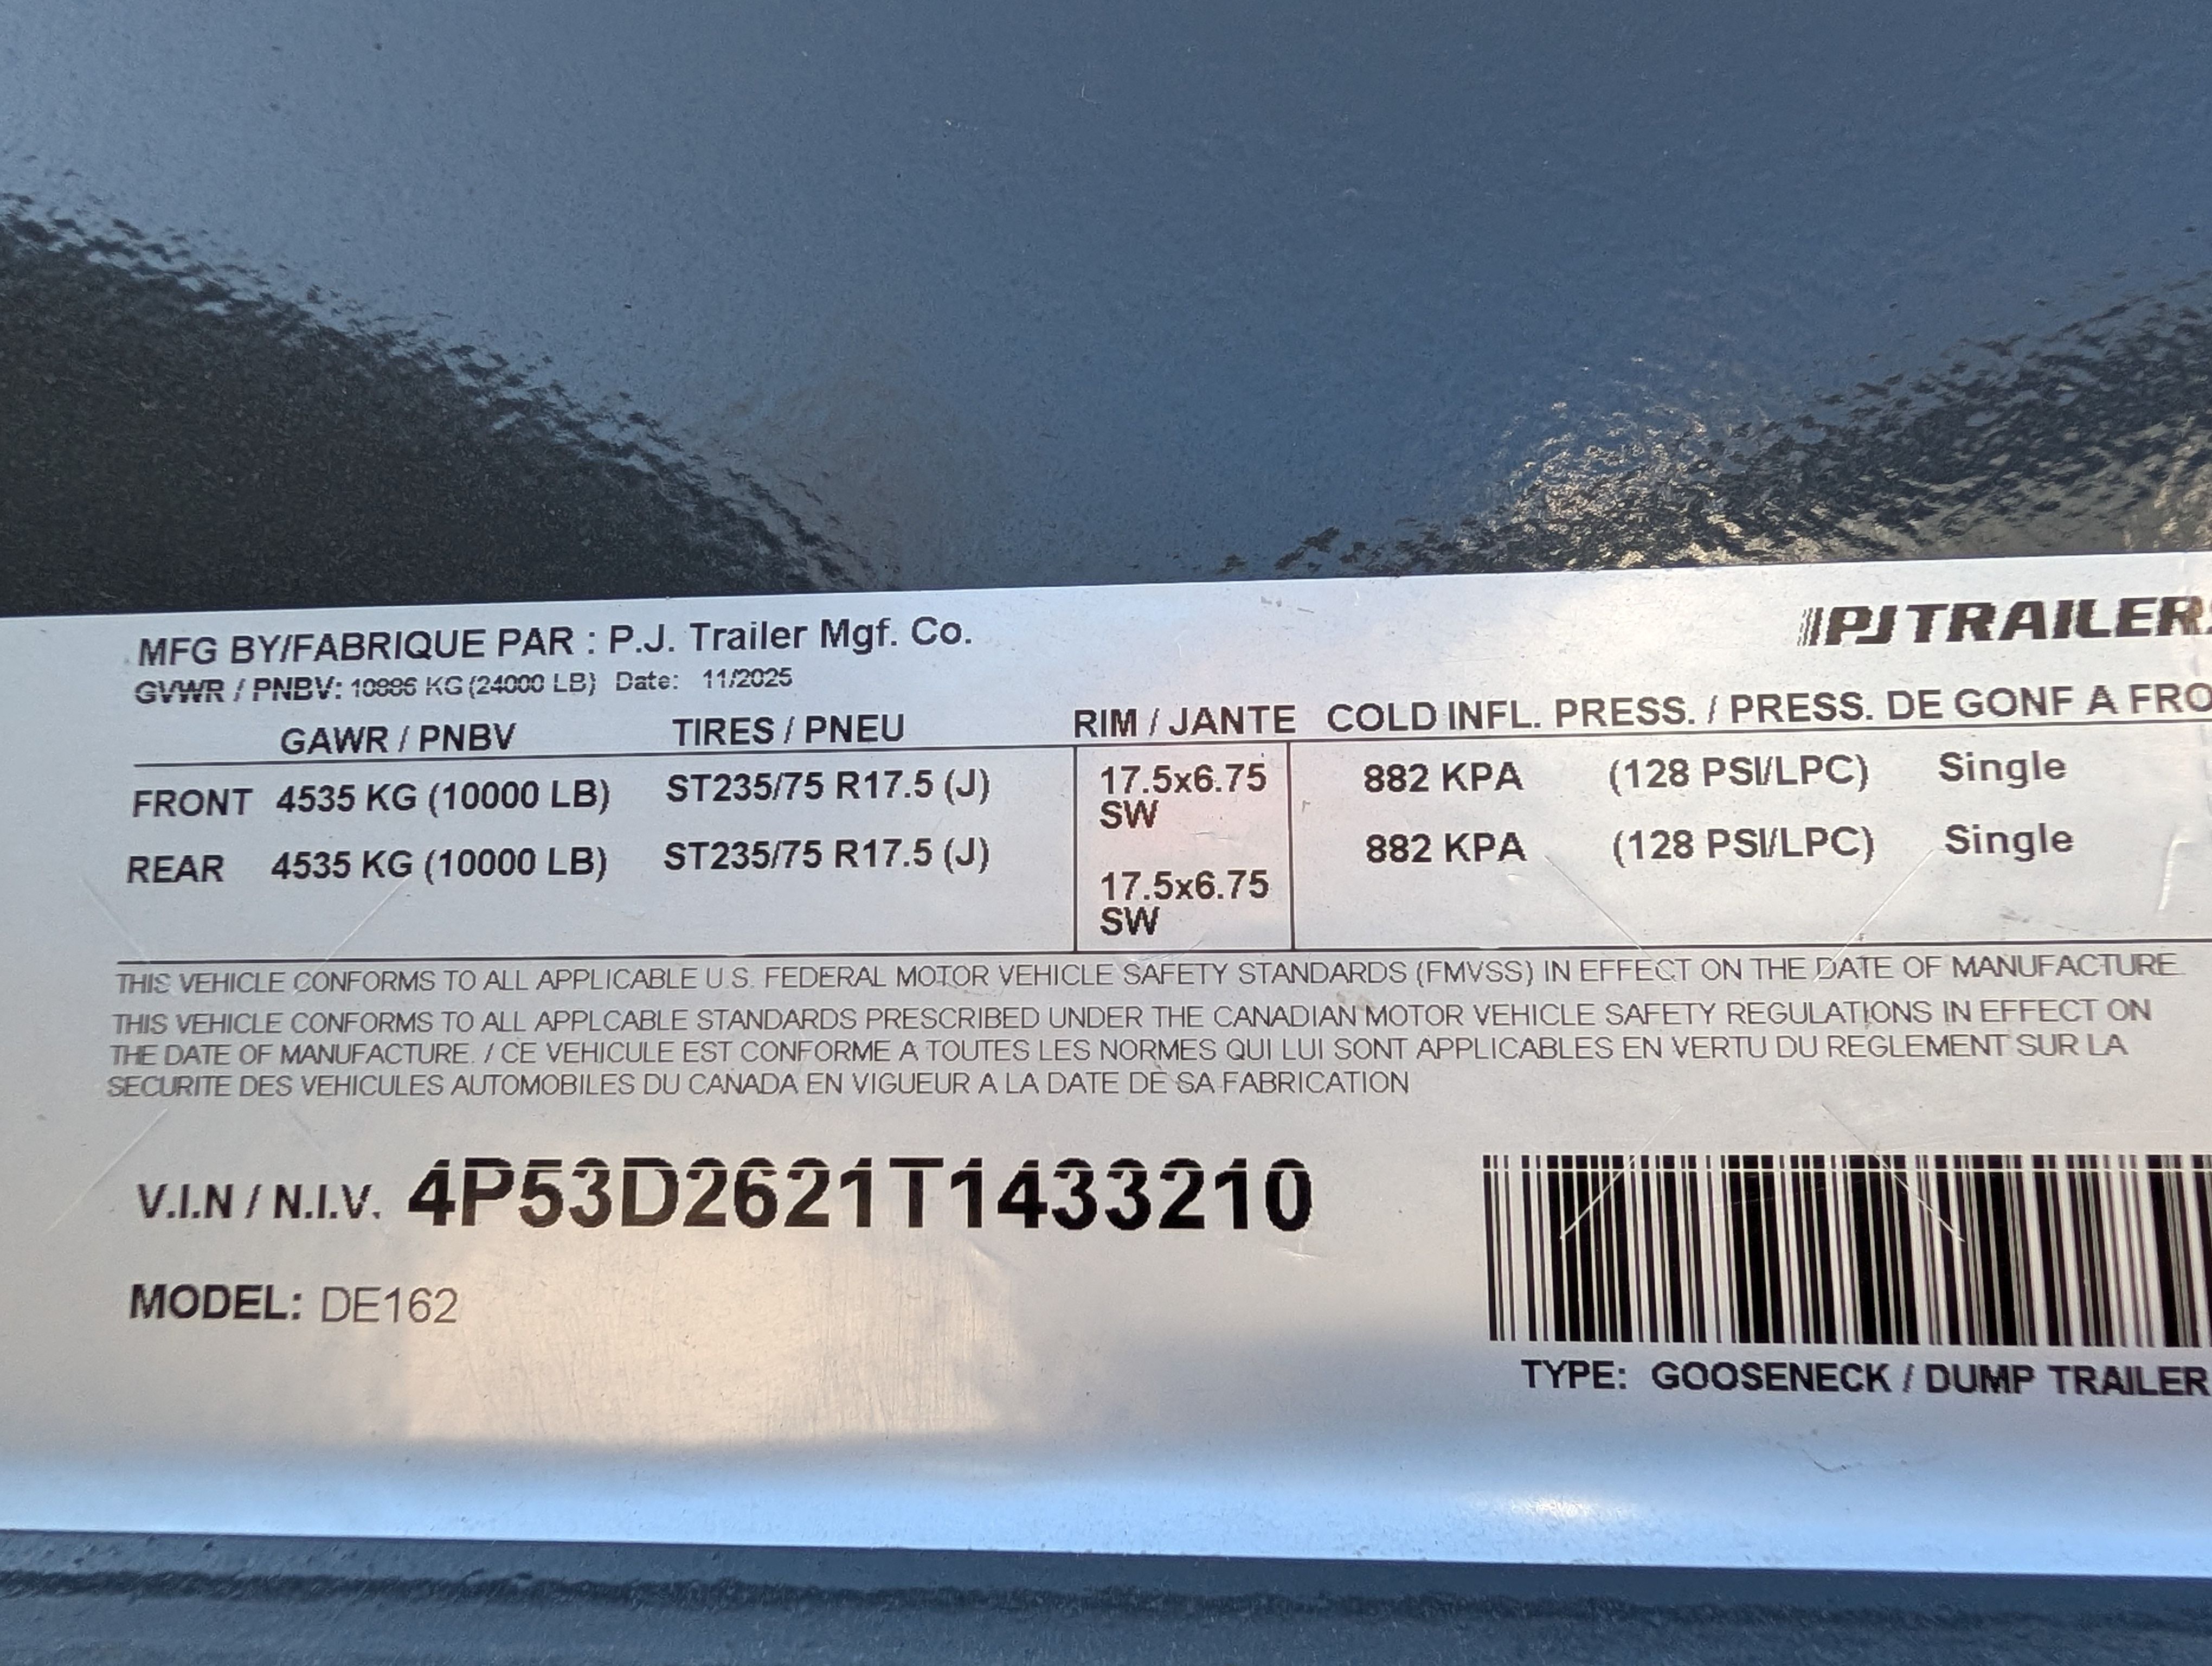 PJ TRAILERS
MFG BY/FABRIQUE PAR : P.J. Trailer Mgf. Co.
GVWR / PNBV: 10886 KG (24000 LB) Date: 11/2025
GAWR / PNBV TIRES / PNEU RIM / JANTE COLD INFL. PRESS. / PRESS. DE GONF A FRO
FRONT 4535 KG (10000 LB) ST235/75 R17.5 (J) 17.5x6.75 SW 882 KPA (128 PSI/LPC) Single
REAR 4535 KG (10000 LB) ST235/75 R17.5 (J) 17.5x6.75 SW 882 KPA (128 PSI/LPC) Single
THIS VEHICLE CONFORMS TO ALL APPLICABLE U.S. FEDERAL MOTOR VEHICLE SAFETY STANDARDS (FMVSS) IN EFFECT ON THE DATE OF MANUFACTURE.
THIS VEHICLE CONFORMS TO ALL APPLCABLE STANDARDS PRESCRIBED UNDER THE CANADIAN MOTOR VEHICLE SAFETY REGULATIONS IN EFFECT ON
THE DATE OF MANUFACTURE. / CE VEHICULE EST CONFORME A TOUTES LES NORMES QUI LUI SONT APPLICABLES EN VERTU DU REGLEMENT SUR LA
SECURITE DES VEHICULES AUTOMOBILES DU CANADA EN VIGUEUR A LA DATE DE SA FABRICATION
V.I.N / N.I.V. 4P53D2621T1433210
MODEL: DE162
TYPE: GOOSENECK / DUMP TRAILER